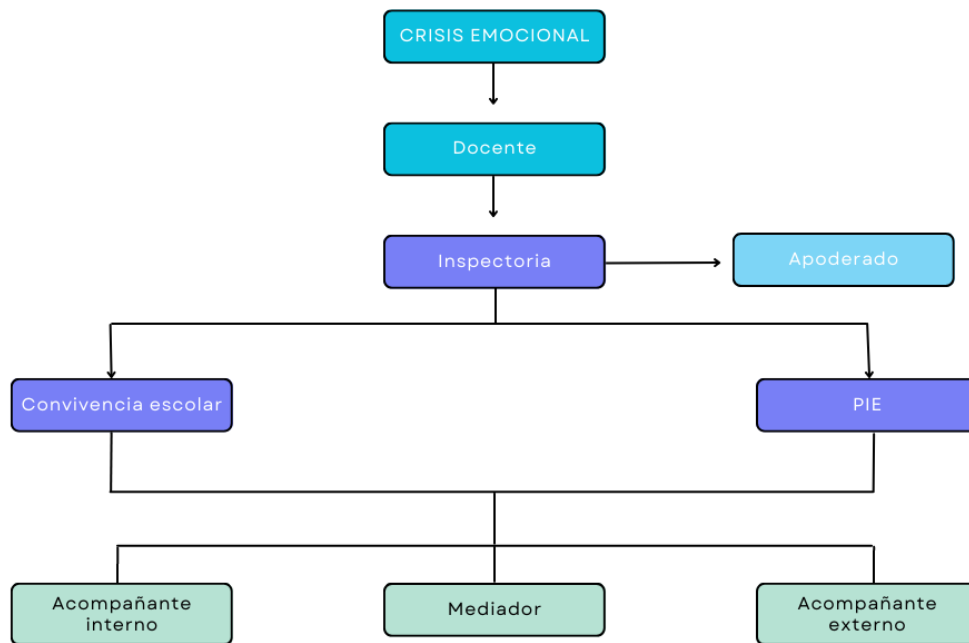 CRISIS EMOCIONAL
Docente
Inspectoria
Apoderado
Convivencia escolar
PIE
Acompañante
interno
Mediador
Acompañante
externo